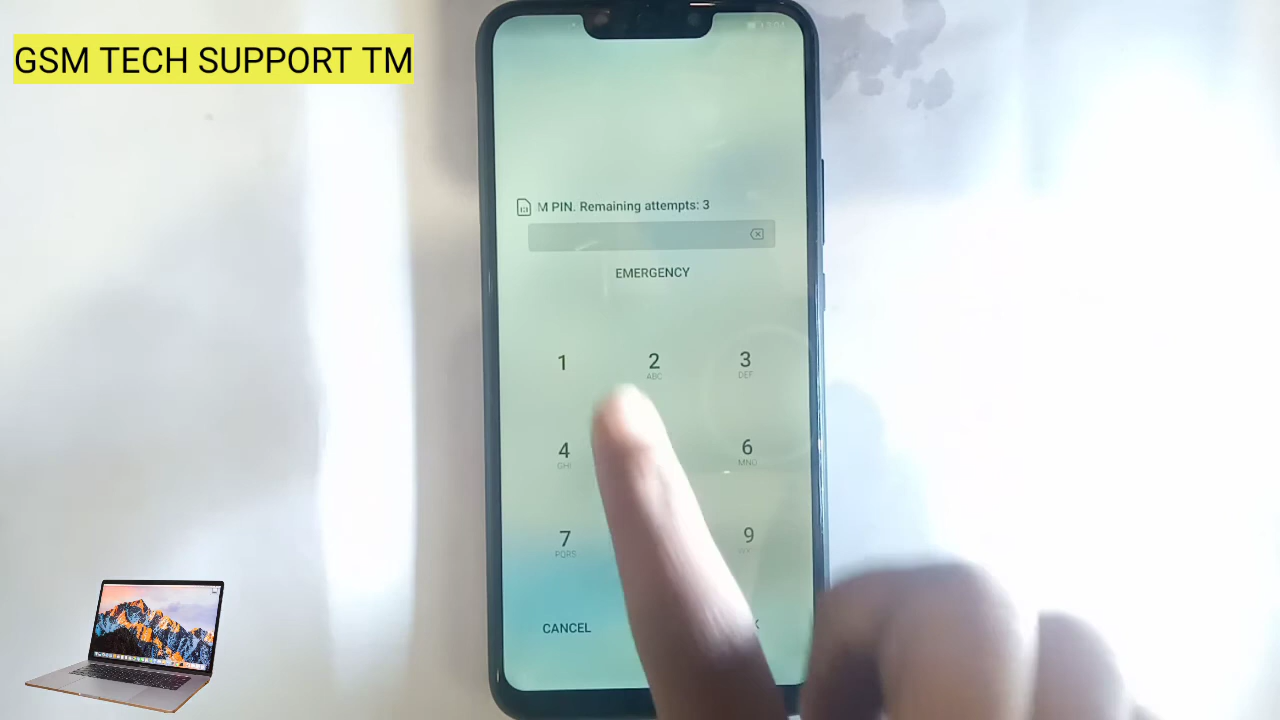 GSM TECH SUPPORT TM
M PIN. Remaining attempts: 3
EMERGENCY
1 2 3
ABC DEF
4 6
GHI MNO
7 9
PQRS
CANCEL